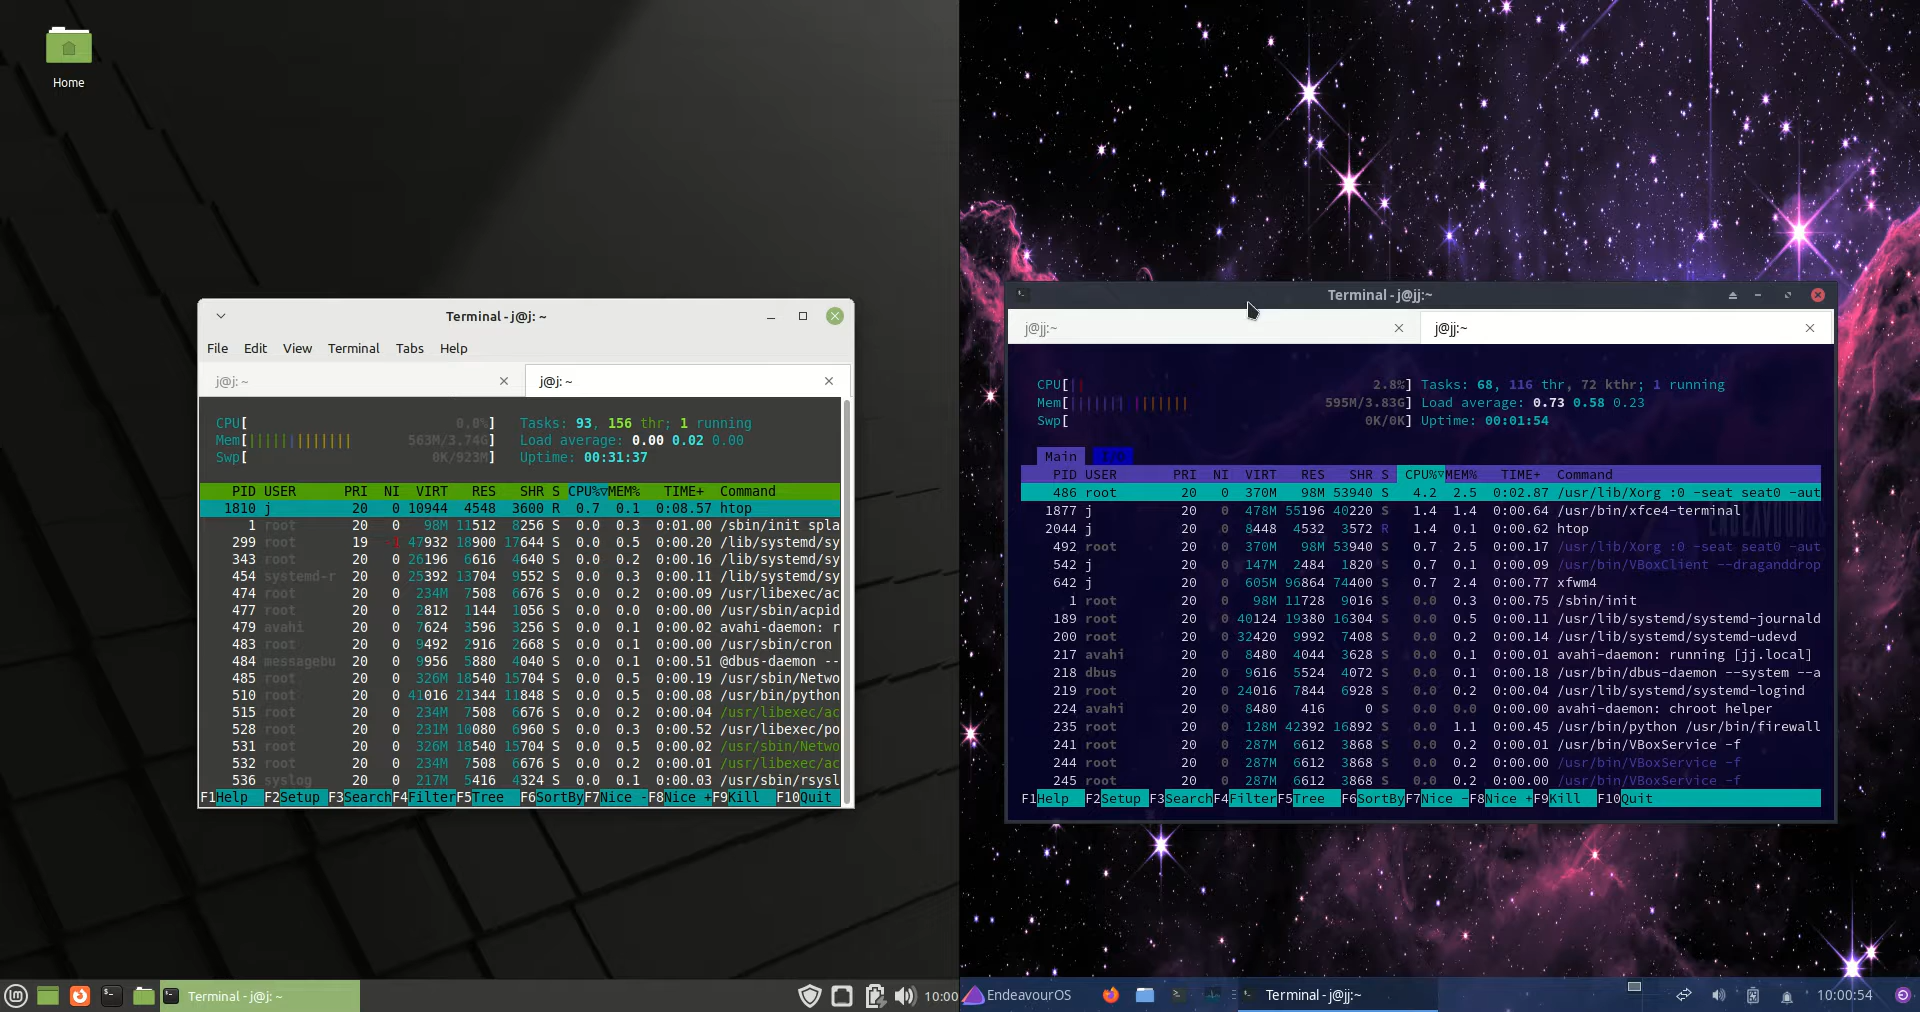 Home
Terminal - j@j: ~
File Edit View Terminal Tabs Help
j@j: ~ × j@j: ~ ×
CPU[ 0.0%] Tasks: 93, 156 thr; 1 running
Mem[||||||||||||| 563M/3.74G] Load average: 0.00 0.02 0.00
Swp[ 0K/923M] Uptime: 00:31:37
PID USER PRI NI VIRT RES SHR S CPU%▽MEM% TIME+ Command
1810 j 20 0 10944 4548 3600 R 0.7 0.1 0:08.57 htop
1 root 20 0 98M 11512 8256 S 0.0 0.3 0:01.00 /sbin/init spla
299 root 19 -1 47932 18900 17644 S 0.0 0.5 0:00.20 /lib/systemd/sy
343 root 20 0 26196 6616 4640 S 0.0 0.2 0:00.16 /lib/systemd/sy
454 systemd-r 20 0 25392 13704 9552 S 0.0 0.3 0:00.11 /lib/systemd/sy
474 root 20 0 234M 7508 6676 S 0.0 0.2 0:00.09 /usr/libexec/ac
477 root 20 0 2812 1144 1056 S 0.0 0.0 0:00.00 /usr/sbin/acpid
479 avahi 20 0 7624 3596 3256 S 0.0 0.1 0:00.02 avahi-daemon: r
483 root 20 0 9492 2916 2668 S 0.0 0.1 0:00.00 /usr/sbin/cron
484 messagebu 20 0 9956 5880 4040 S 0.0 0.1 0:00.51 @dbus-daemon --
485 root 20 0 326M 18540 15704 S 0.0 0.5 0:00.19 /usr/sbin/Netwo
510 root 20 0 41016 21344 11848 S 0.0 0.5 0:00.08 /usr/bin/python
515 root 20 0 234M 7508 6676 S 0.0 0.2 0:00.04 /usr/libexec/ac
528 root 20 0 231M 10080 6960 S 0.0 0.3 0:00.52 /usr/libexec/po
531 root 20 0 326M 18540 15704 S 0.0 0.5 0:00.02 /usr/sbin/Netwo
532 root 20 0 234M 7508 6676 S 0.0 0.2 0:00.01 /usr/libexec/ac
536 syslog 20 0 217M 5416 4324 S 0.0 0.1 0:00.03 /usr/sbin/rsysl
F1Help F2Setup F3SearchF4FilterF5Tree F6SortByF7Nice -F8Nice +F9Kill F10Quit
Terminal - j@j: ~
10:00
Terminal - j@jj:~
j@jj:~ × j@jj:~ ×
CPU[|| 2.8%] Tasks: 68, 116 thr, 72 kthr; 1 running
Mem[|||||||||||||| 595M/3.83G] Load average: 0.73 0.58 0.23
Swp[ 0K/0K] Uptime: 00:01:54
Main I/O
PID USER PRI NI VIRT RES SHR S CPU%▽MEM% TIME+ Command
486 root 20 0 370M 98M 53940 S 4.2 2.5 0:02.87 /usr/lib/Xorg :0 -seat seat0 -aut
1877 j 20 0 478M 55196 40220 S 1.4 1.4 0:00.64 /usr/bin/xfce4-terminal
2044 j 20 0 8448 4532 3572 R 1.4 0.1 0:00.62 htop
492 root 20 0 370M 98M 53940 S 0.7 2.5 0:00.17 /usr/lib/Xorg :0 -seat seat0 -aut
542 j 20 0 147M 2484 1820 S 0.7 0.1 0:00.09 /usr/bin/VBoxClient --draganddrop
642 j 20 0 605M 96864 74400 S 0.7 2.4 0:00.77 xfwm4
1 root 20 0 98M 11728 9016 S 0.0 0.3 0:00.75 /sbin/init
189 root 20 0 40124 19380 16304 S 0.0 0.5 0:00.11 /usr/lib/systemd/systemd-journald
200 root 20 0 32420 9992 7408 S 0.0 0.2 0:00.14 /usr/lib/systemd/systemd-udevd
217 avahi 20 0 8480 4044 3628 S 0.0 0.1 0:00.01 avahi-daemon: running [jj.local]
218 dbus 20 0 9616 5524 4072 S 0.0 0.1 0:00.18 /usr/bin/dbus-daemon --system --a
219 root 20 0 24016 7844 6928 S 0.0 0.2 0:00.04 /usr/lib/systemd/systemd-logind
224 avahi 20 0 8480 416 0 S 0.0 0.0 0:00.00 avahi-daemon: chroot helper
235 root 20 0 128M 42392 16892 S 0.0 1.1 0:00.45 /usr/bin/python /usr/bin/firewall
241 root 20 0 287M 6612 3868 S 0.0 0.2 0:00.01 /usr/bin/VBoxService -f
244 root 20 0 287M 6612 3868 S 0.0 0.2 0:00.00 /usr/bin/VBoxService -f
245 root 20 0 287M 6612 3868 S 0.0 0.2 0:00.00 /usr/bin/VBoxService -f
F1Help F2Setup F3SearchF4FilterF5Tree F6SortByF7Nice -F8Nice +F9Kill F10Quit
EndeavourOS
Terminal - j@jj:~
10:00:54